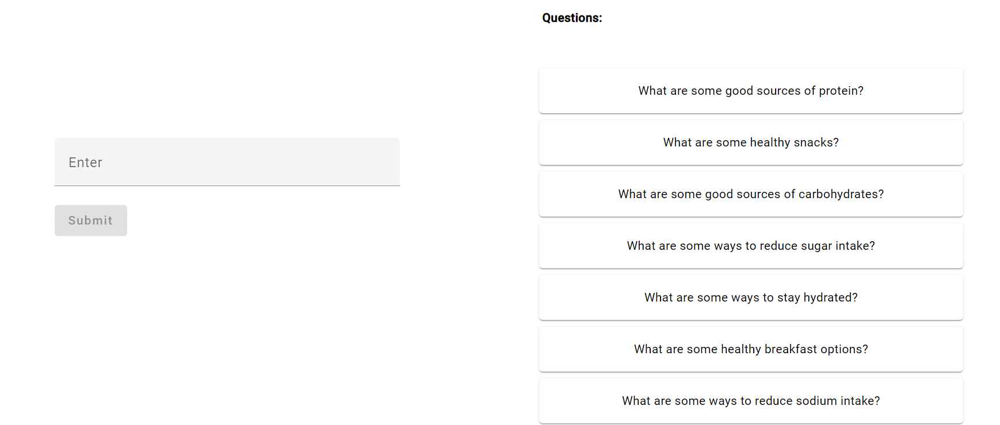 Questions:
What are some good sources of protein?
What are some healthy snacks?
Enter
What are some good sources of carbohydrates?
Submit
What are some ways to reduce sugar intake?
What are some ways to stay hydrated?
What are some healthy breakfast options?
What are some ways to reduce sodium intake?